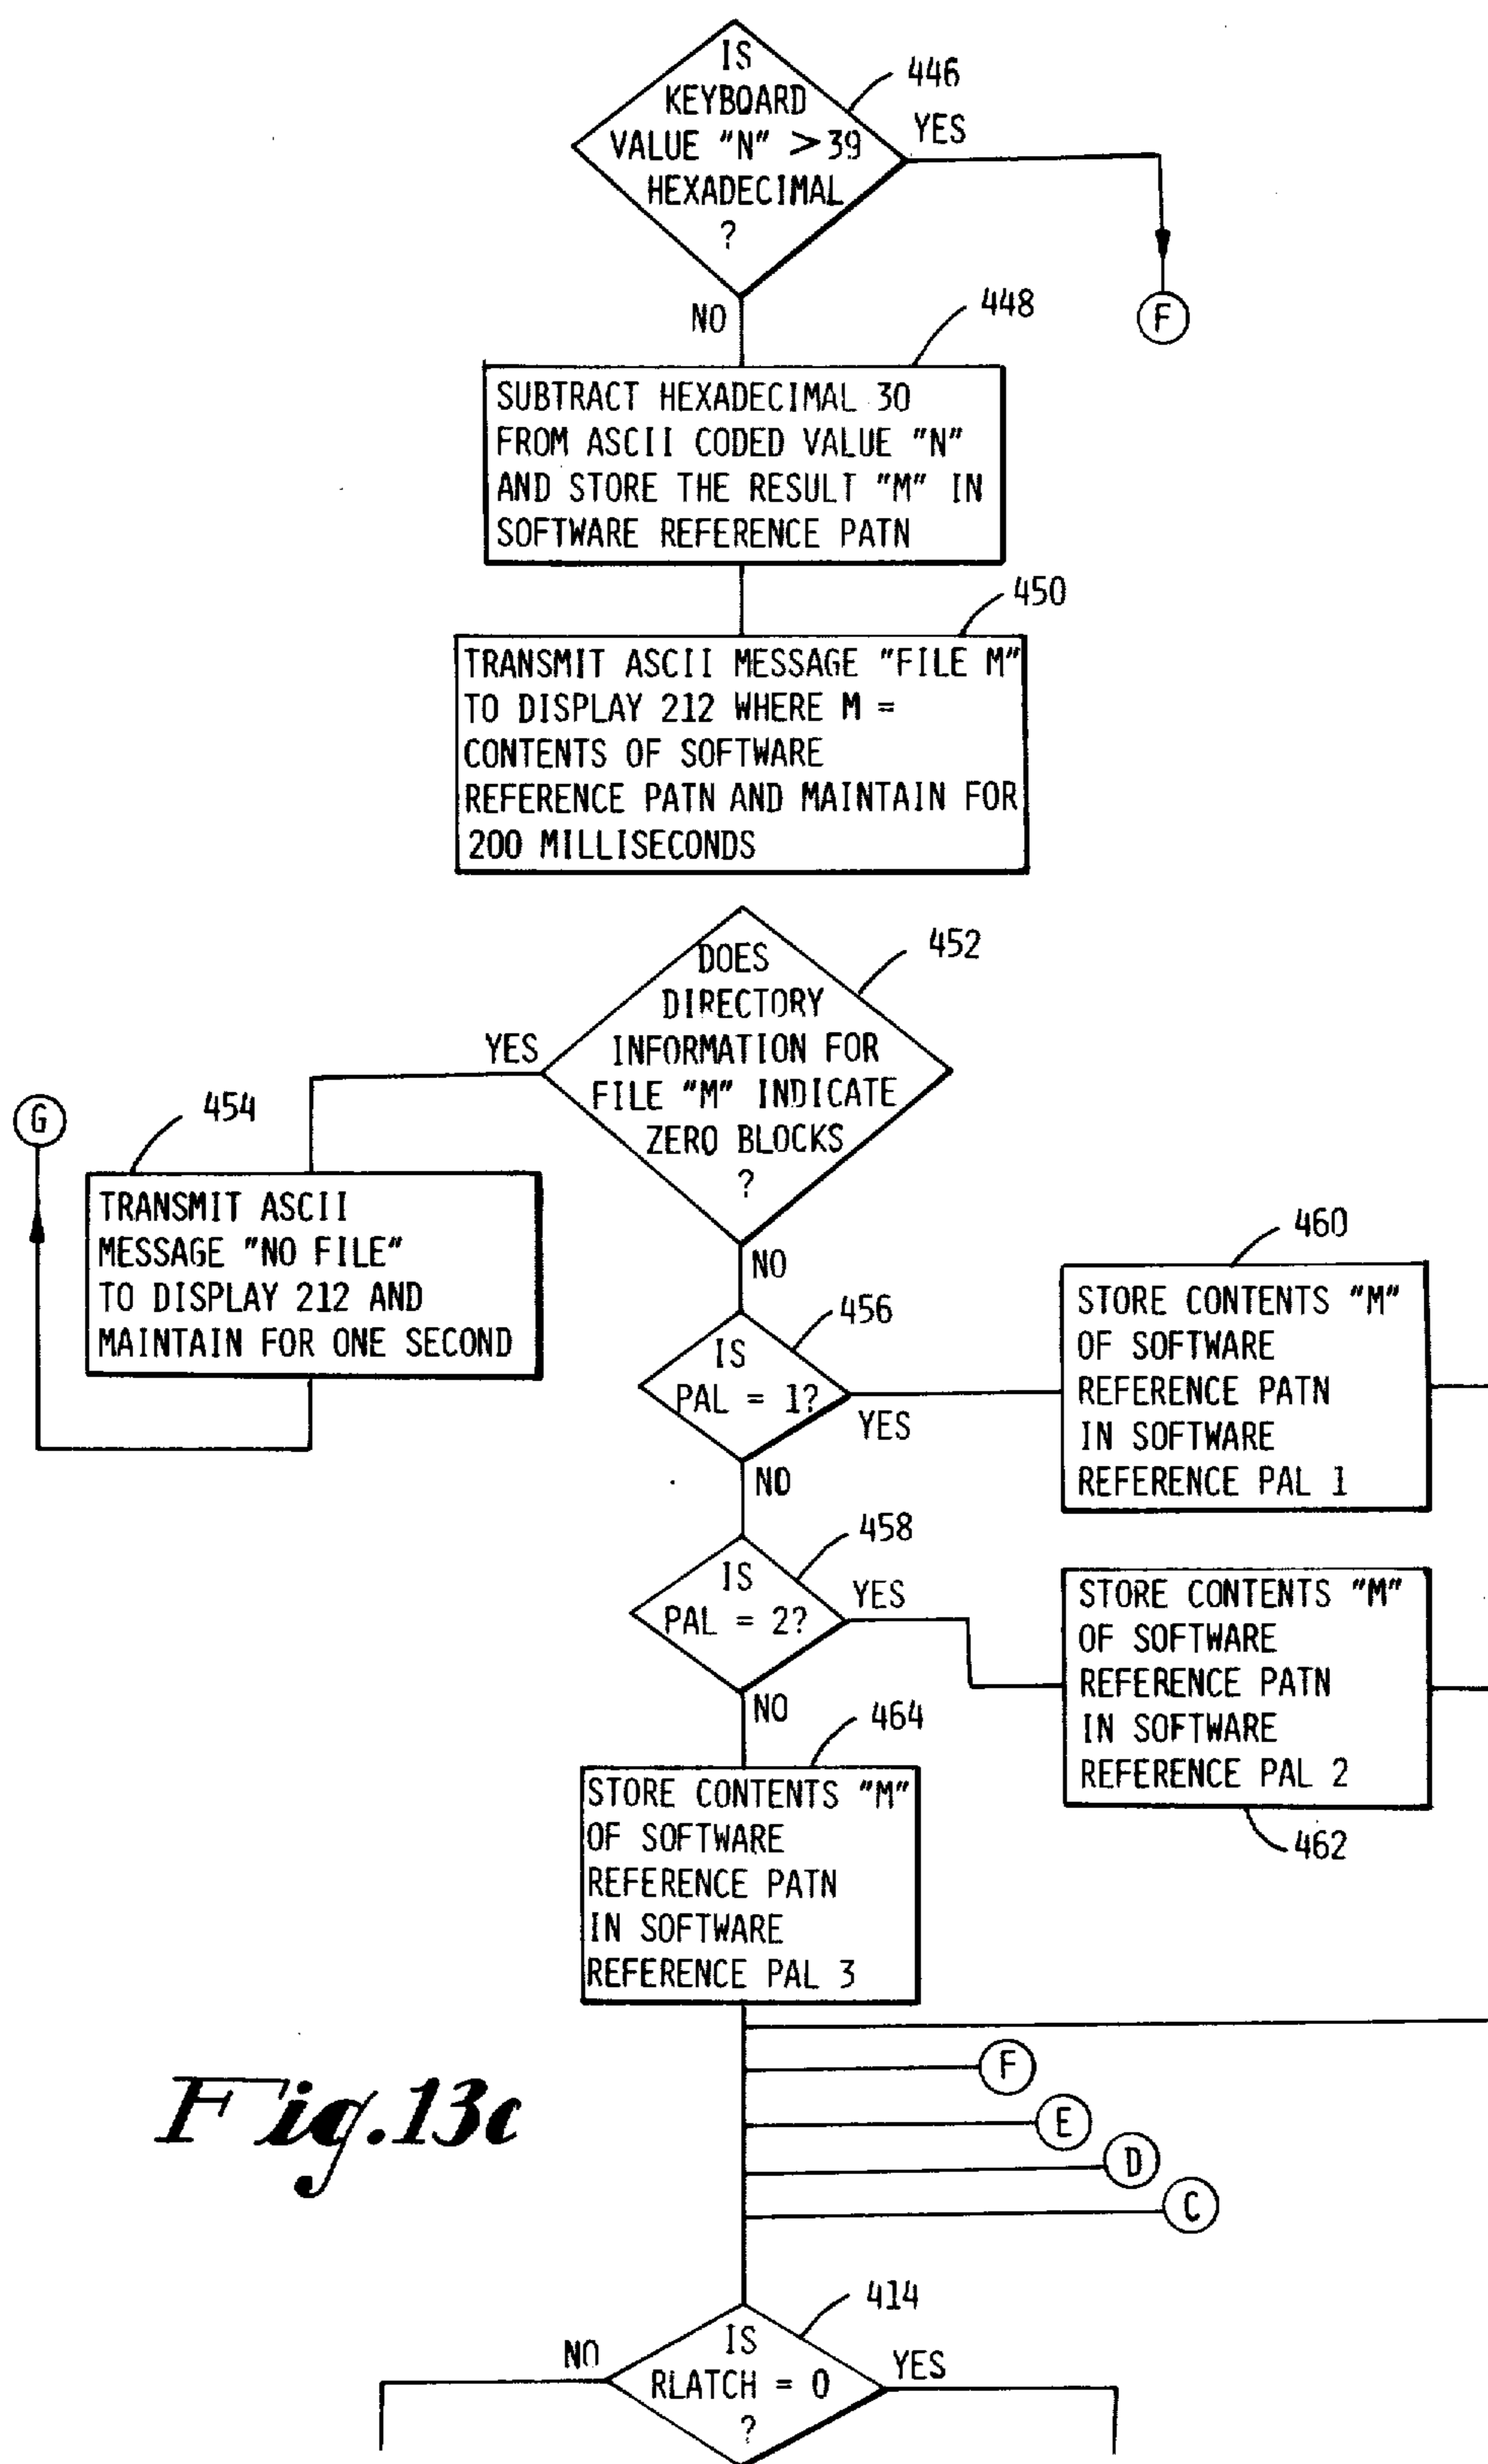 IS
KEYBOARD
VALUE "N" >39
HEXADECIMAL
?
446
YES
F
NO
448
SUBTRACT HEXADECIMAL 30
FROM ASCII CODED VALUE "N"
AND STORE THE RESULT "M" IN
SOFTWARE REFERENCE PATN
450
TRANSMIT ASCII MESSAGE "FILE M"
TO DISPLAY 212 WHERE M =
CONTENTS OF SOFTWARE
REFERENCE PATN AND MAINTAIN FOR
200 MILLISECONDS
452
DOES
DIRECTORY
INFORMATION FOR
FILE "M" INDICATE
ZERO BLOCKS
?
YES
G
454
TRANSMIT ASCII
MESSAGE "NO FILE"
TO DISPLAY 212 AND
MAINTAIN FOR ONE SECOND
NO
456
IS
PAL = 1?
YES
460
STORE CONTENTS "M"
OF SOFTWARE
REFERENCE PATN
IN SOFTWARE
REFERENCE PAL 1
NO
458
IS
PAL = 2?
YES
STORE CONTENTS "M"
OF SOFTWARE
REFERENCE PATN
IN SOFTWARE
REFERENCE PAL 2
462
NO
464
STORE CONTENTS "M"
OF SOFTWARE
REFERENCE PATN
IN SOFTWARE
REFERENCE PAL 3
F
E
D
C
Fig.13c
414
IS
RLATCH = 0
?
NO
YES